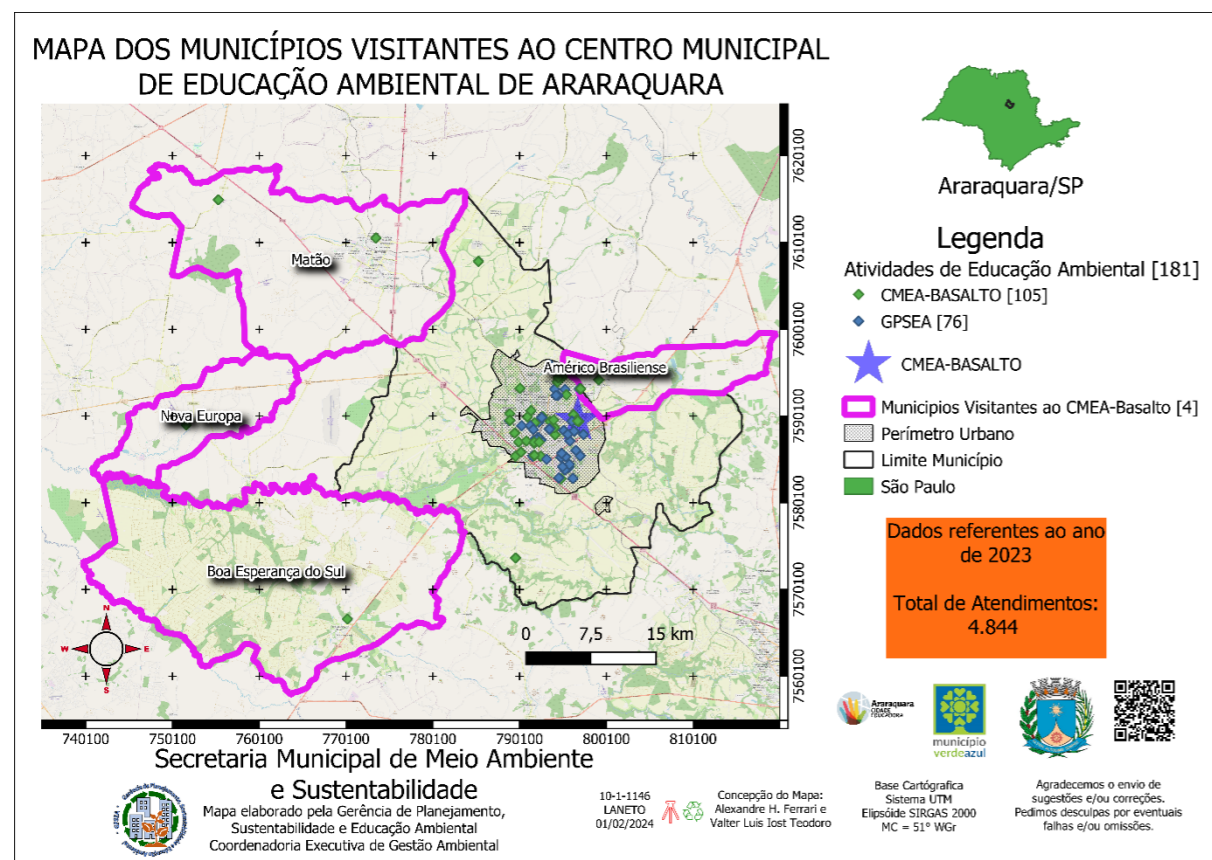 MAPA DOS MUNICÍPIOS VISITANTES AO CENTRO MUNICIPAL
DE EDUCAÇÃO AMBIENTAL DE ARARAQUARA
Matão
Américo Brasiliense
Nova Europa
Boa Esperança do Sul
N
W
E
S
0 7,5 15 km
7620100
7610100
7600100
7590100
7580100
7570100
7560100
740100 750100 760100 770100 780100 790100 800100 810100
Araraquara/SP
Legenda
Atividades de Educação Ambiental [181]
CMEA-BASALTO [105]
GPSEA [76]
CMEA-BASALTO
Municipios Visitantes ao CMEA-Basalto [4]
Perímetro Urbano
Limite Município
São Paulo
Dados referentes ao ano
de 2023
Total de Atendimentos:
4.844
Araraquara
CIDADE
EDUCADORA
município
verdeazul
Secretaria Municipal de Meio Ambiente
e Sustentabilidade
Mapa elaborado pela Gerência de Planejamento,
Sustentabilidade e Educação Ambiental
Coordenadoria Executiva de Gestão Ambiental
10-1-1146
LANETO
01/02/2024
Concepção do Mapa:
Alexandre H. Ferrari e
Valter Luis Iost Teodoro
Base Cartógrafica
Sistema UTM
Elipsóide SIRGAS 2000
MC = 51° WGr
Agradecemos o envio de
sugestões e/ou correções.
Pedimos desculpas por eventuais
falhas e/ou omissões.